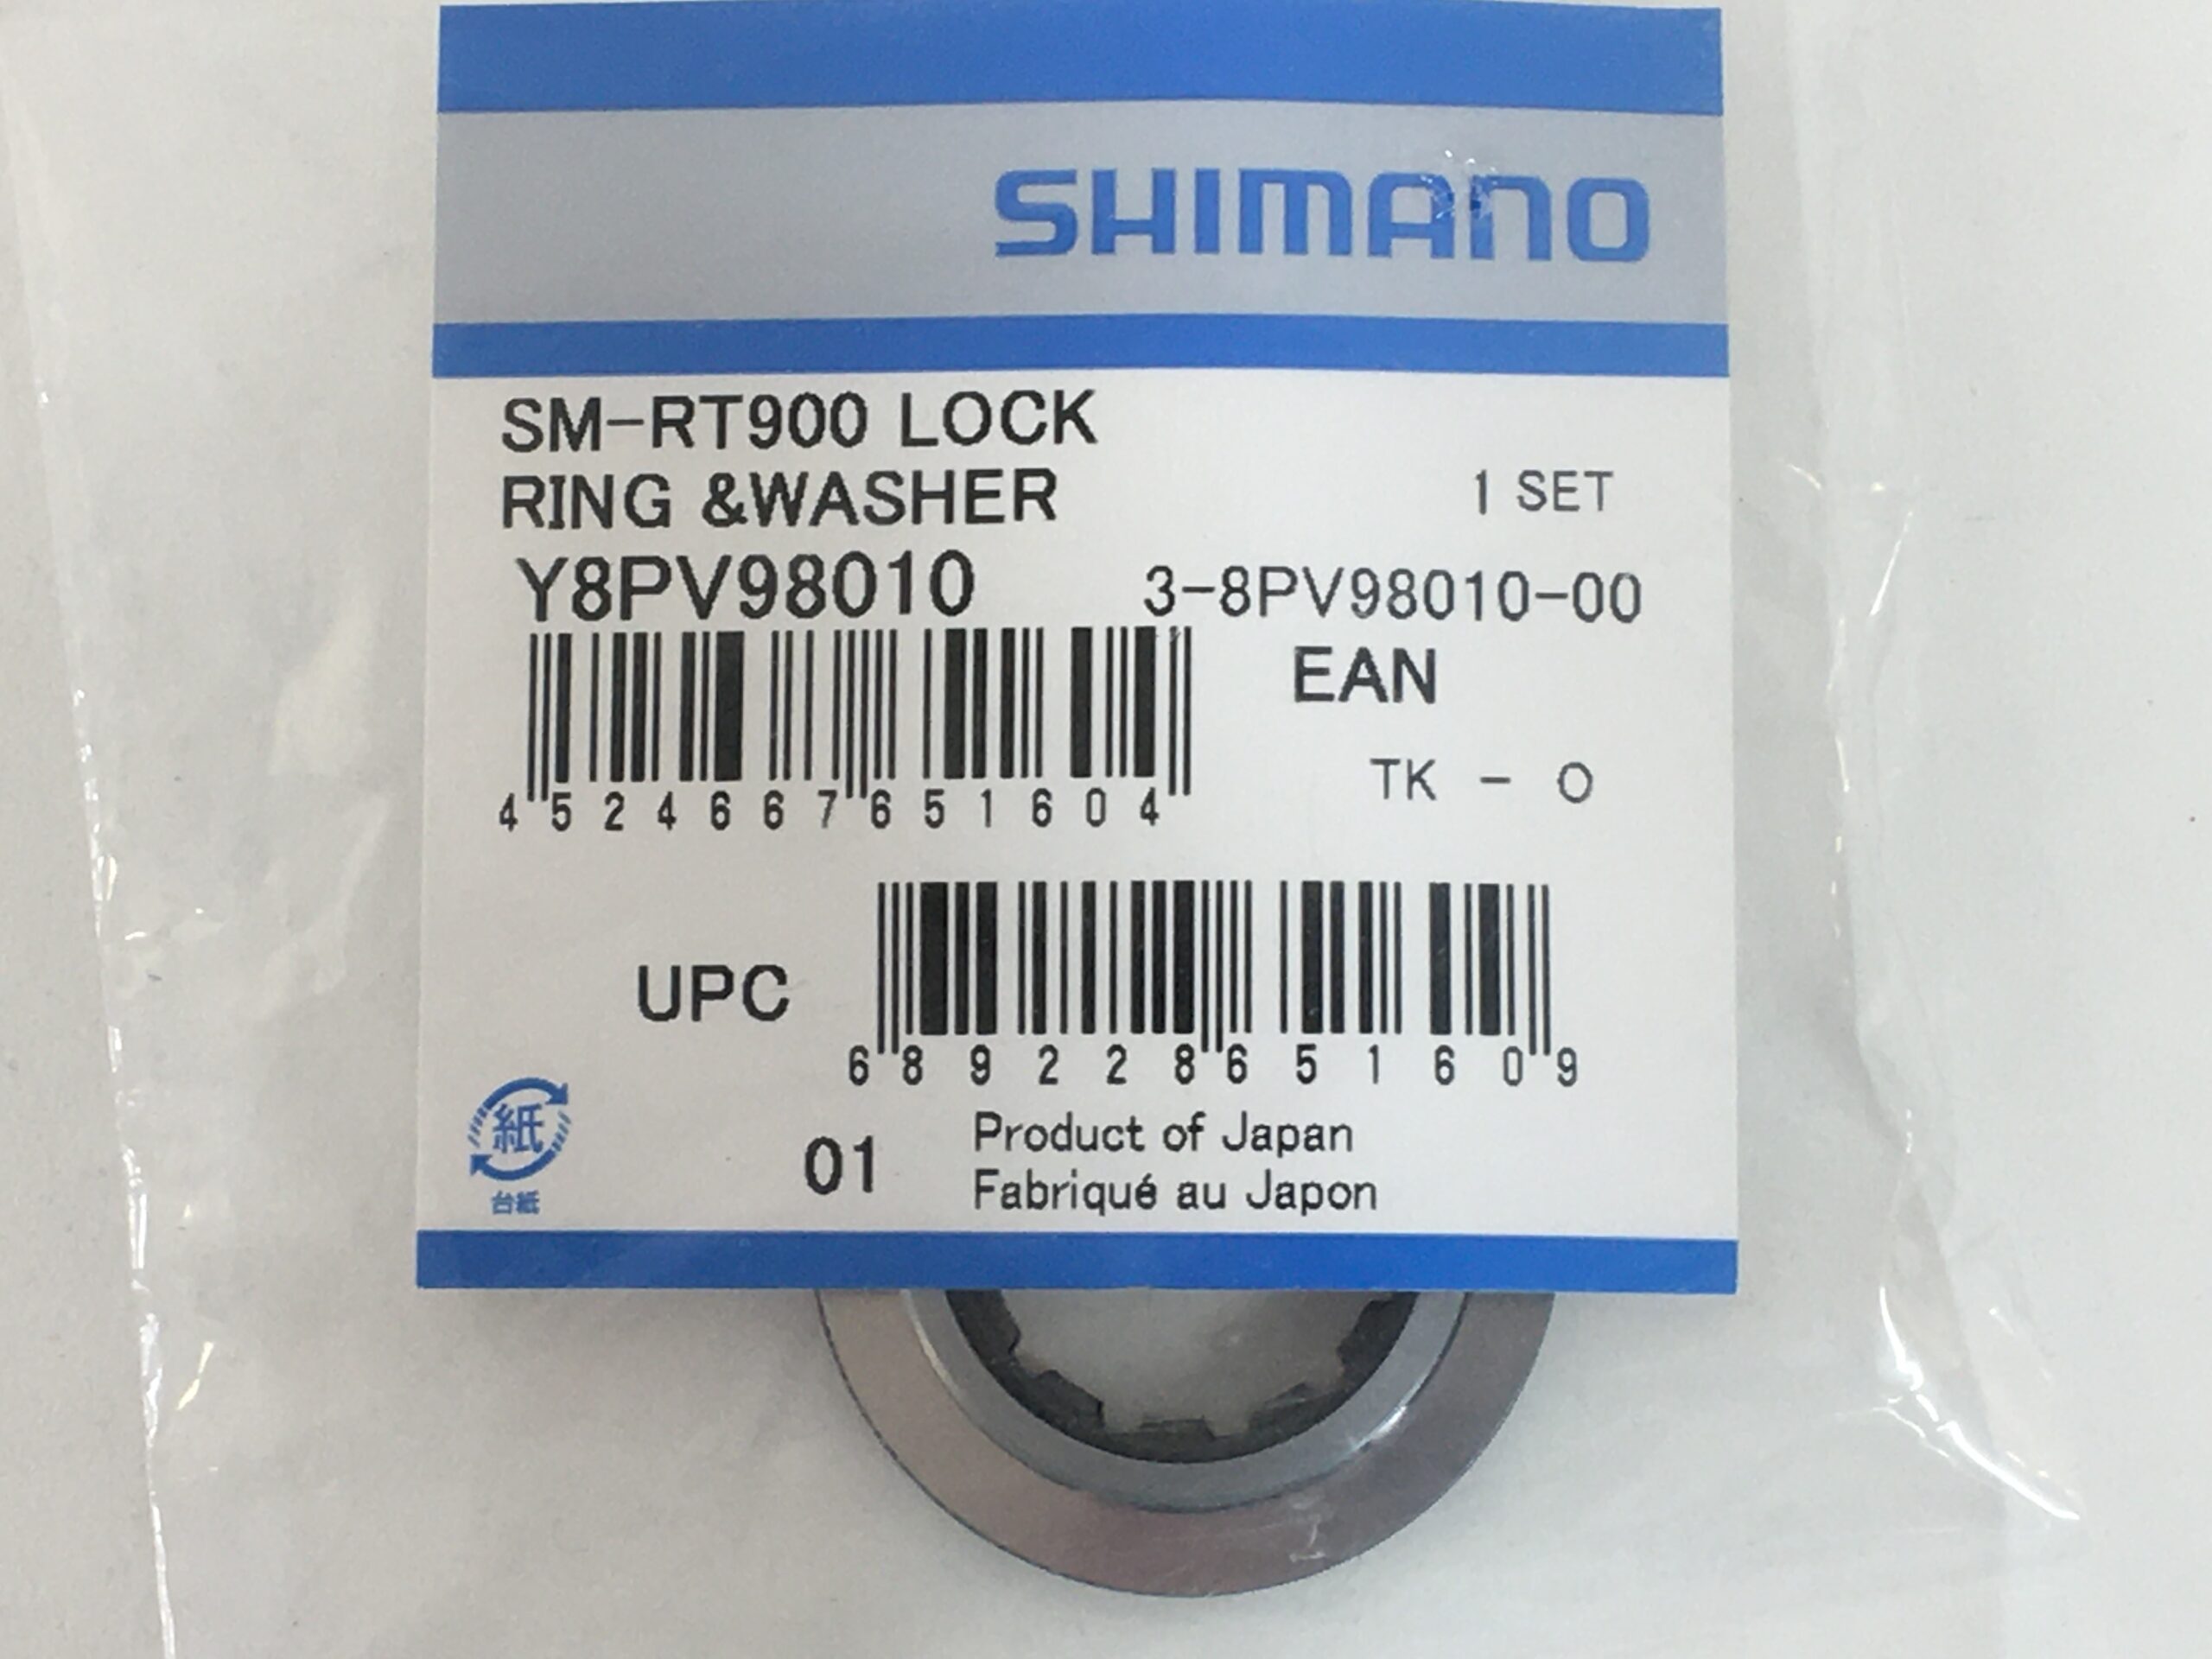 SHIMANO
SM-RT900 LOCK
RING &WASHER
1 SET
Y8PV98010
3-8PV98010-00
4 524667 651604
EAN
TK - O
UPC
6 89228 65160 9
紙
台紙
01
Product of Japan
Fabriqué au Japon